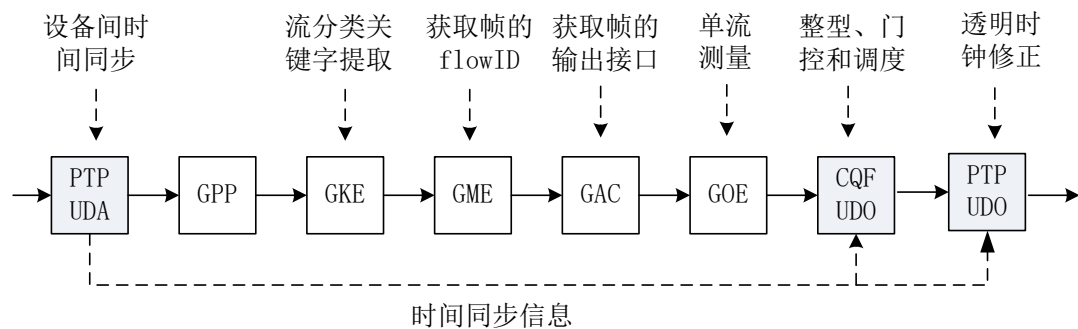 设备间时
间同步
流分类关
键字提取
获取帧的
flowID
获取帧的
输出接口
单流
测量
整型、门
控和调度
透明时
钟修正
PTP
UDA
GPP
GKE
GME
GAC
GOE
CQF
UDO
PTP
UDO
时间同步信息